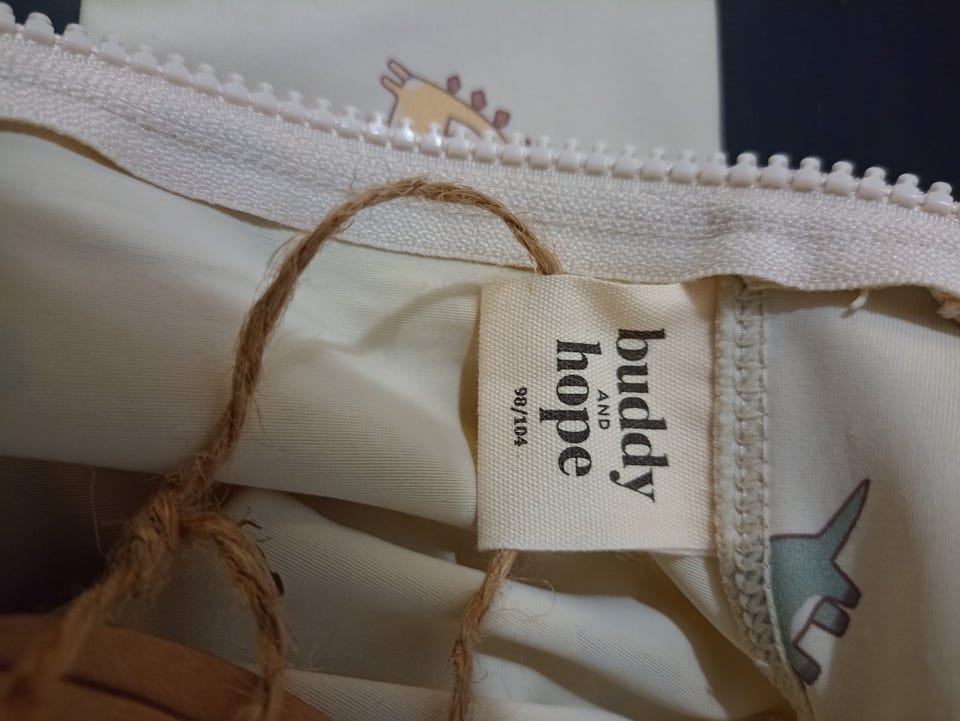 buddy
AND
hope
98/104